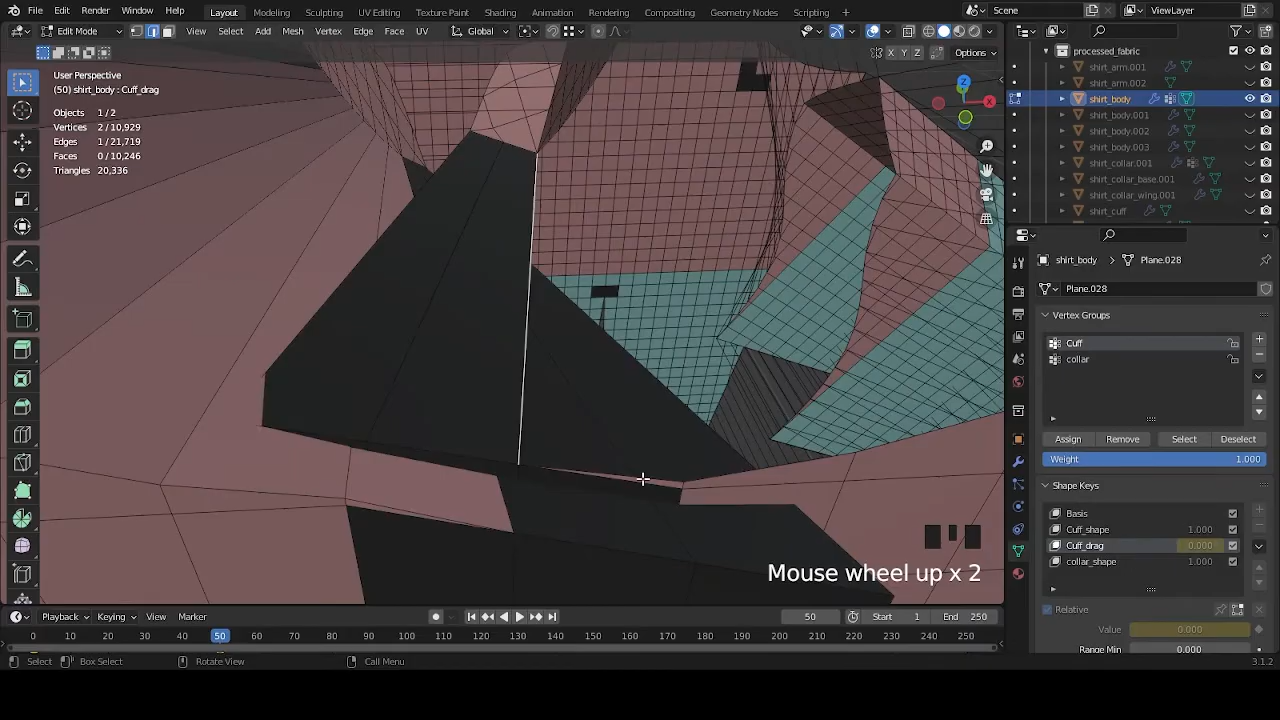 File Edit Render Window Help Layout Modeling Sculpting UV Editing Texture Paint Shading Animation Rendering Compositing Geometry Nodes Scripting + Scene ViewLayer
Edit Mode View Select Add Mesh Vertex Edge Face UV Global
X Y Z Options
User Perspective
(50) shirt_body : Cuff_drag
Objects 1 / 2
Vertices 2 / 10,929
Edges 1 / 21,719
Faces 0 / 10,246
Triangles 20,336
Z
X
Y
Mouse wheel up x 2
processed_fabric
shirt_arm.001
shirt_arm.002
shirt_body
shirt_body.001
shirt_body.002
shirt_body.003
shirt_collar.001
shirt_collar_base.001
shirt_collar_wing.001
shirt_cuff
shirt_body > Plane.028
Plane.028
Vertex Groups
Cuff
collar
Assign Remove Select Deselect
Weight 1.000
Shape Keys
Basis
Cuff_shape 1.000
Cuff_drag 0.000
collar_shape 1.000
Relative
Value 0.000
Range Min 0.000
Playback Keying View Marker 50 Start 1 End 250
0 10 20 30 40 50 60 70 80 90 100 110 120 130 140 150 160 170 180 190 200 210 220 230 240 250
Select Box Select Rotate View Call Menu 3.1.2